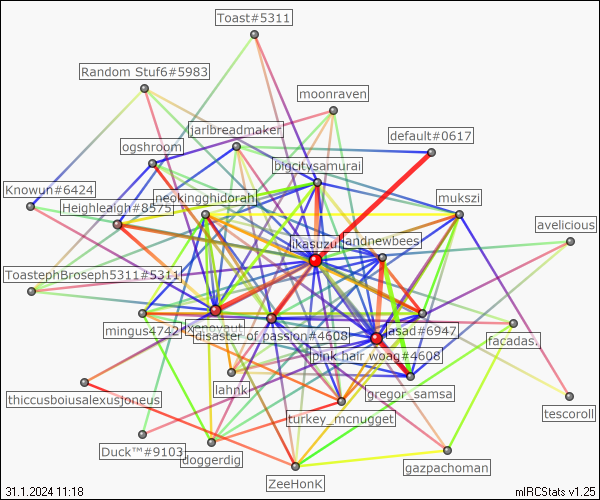 Toast#5311
Random Stuf6#5983
moonraven
jarlbreadmaker
default#0617
ogshroom
bigcitysamurai
Knowun#6424
neokingghidorah
mukszi
Heighleaigh#8575
avelicious
ikasuzu
andnewbees
ToastephBroseph5311#5311
mingus4742
xenovaut
disaster of passion#4608
asad#6947
facadas.
pink hair woag#4608
lahnk
gregor_samsa
thiccusboiusalexusjoneus
turkey_mcnugget
tescoroll
Duck™#9103
doggerdig
gazpachoman
ZeeHonK
31.1.2024 11:18
mIRCStats v1.25